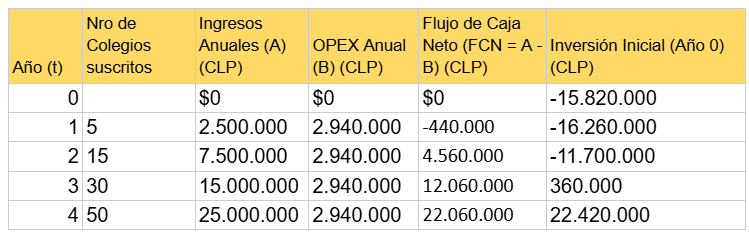 Año (t) Nro de Colegios suscritos Ingresos Anuales (A) (CLP) OPEX Anual (B) (CLP) Flujo de Caja Neto (FCN = A - B) (CLP) Inversión Inicial (Año 0) (CLP)
0 $0 $0 $0 -15.820.000
1 5 2.500.000 2.940.000 -440.000 -16.260.000
2 15 7.500.000 2.940.000 4.560.000 -11.700.000
3 30 15.000.000 2.940.000 12.060.000 360.000
4 50 25.000.000 2.940.000 22.060.000 22.420.000